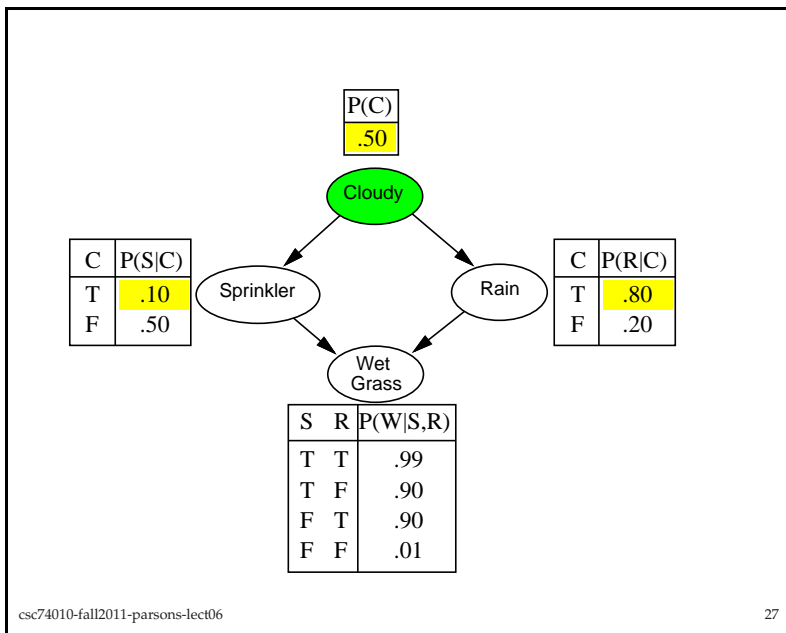 P(C)
.50
Cloudy
C P(S|C)
T .10
F .50
Sprinkler
Rain
C P(R|C)
T .80
F .20
Wet
Grass
S R P(W|S,R)
T T .99
T F .90
F T .90
F F .01
csc74010-fall2011-parsons-lect06 27